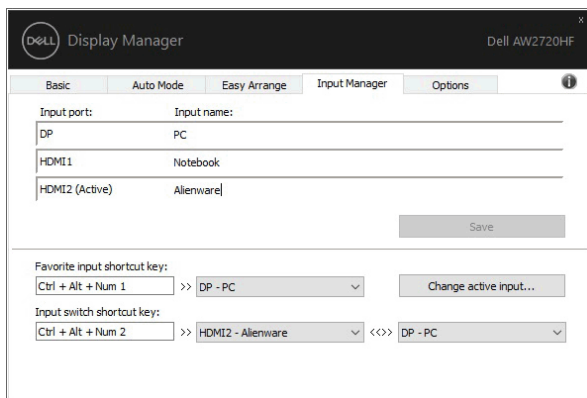 DELL Display Manager Dell AW2720HF x
Basic Auto Mode Easy Arrange Input Manager Options i
Input port: Input name:
DP PC
HDMI1 Notebook
HDMI2 (Active) Alienware
Save
Favorite input shortcut key:
Ctrl + Alt + Num 1 >> DP - PC Change active input...
Input switch shortcut key:
Ctrl + Alt + Num 2 >> HDMI2 - Alienware <<>> DP - PC